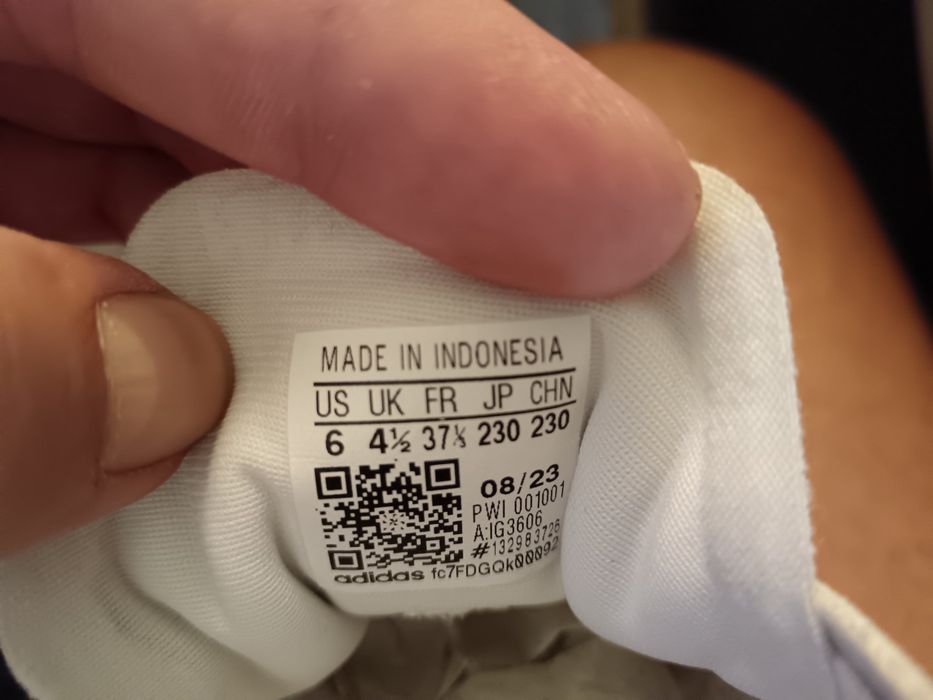 MADE IN INDONESIA
US UK FR JP CHN
6 4½ 37⅓ 230 230
08/23
PWI 001001
A:IG3606
#132983726
adidas fc7FDGQk00092